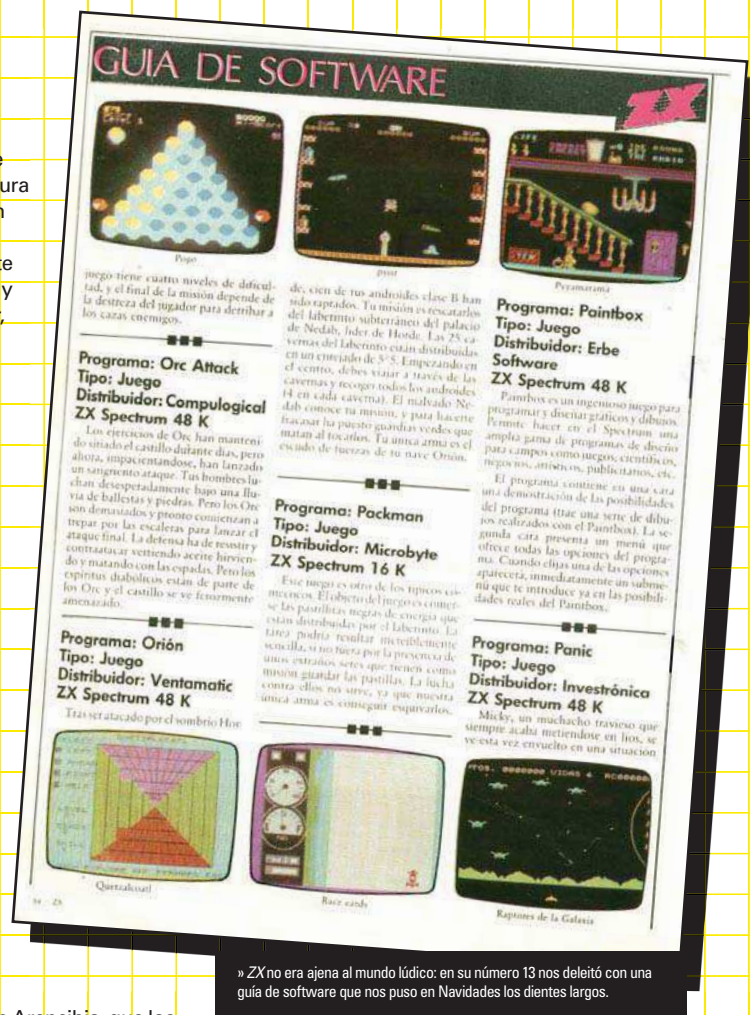 GUIA DE SOFTWARE
ZX
Pogo
Pyramarama
juego tiene cuatro niveles de dificul-
tad, y el final de la misión depende de
la destreza del jugador para derribar a
los cazas enemigos.
Programa: Orc Attack
Tipo: Juego
Distribuidor: Compulogical
ZX Spectrum 48 K
Los ejercicios de Orc han manteni-
do sitiado el castillo durante días, pero
ahora, impacientándose, han lanzado
un sangriento ataque. Tus hombres lu-
chan desesperadamente bajo una llu-
via de ballestas y piedras. Pero los Orc
son demasiados y pronto comienzan a
trepar por las escaleras para lanzar el
ataque final. La defensa ha de resistir y
contraatacar vertiendo aceite hirvien-
do y matando con las espadas. Pero los
espíritus diabólicos están de parte de
los Orc y el castillo se ve ferozmente
amenazado.
Programa: Orión
Tipo: Juego
Distribuidor: Ventamatic
ZX Spectrum 48 K
Tras ser atacado por el sombrío Hor
de, cien de tus androides clase B han
sido raptados. Tu misión es rescatarlos
del laberinto subterráneo del palacio
de Nedab, líder de Horde. Las 25 ca-
vernas del laberinto están distribuidas
en un enrejado de 5*5. Empezando en
el centro, debes viajar a través de las
cavernas y recoger todos los androides
(4 en cada caverna). El malvado Ne-
dab conoce tu misión, y para hacerte
fracasar ha puesto guardias verdes que
matan al tocarlos. Tu única arma es el
escudo de fuerzas de tu nave Orión.
Programa: Packman
Tipo: Juego
Distribuidor: Microbyte
ZX Spectrum 16 K
Este juego es otro de los típicos co-
mecocos. El objeto del juego es comer-
se las pastillitas negras de energía que
están distribuidas por el laberinto. La
tarea podría resultar increíblemente
sencilla, si no fuera por la presencia de
unos extraños seres que tienen como
misión guardar las pastillas. La lucha
contra ellos no sirve, ya que nuestra
única arma es conseguir esquivarlos.
Programa: Paintbox
Tipo: Juego
Distribuidor: Erbe
Software
ZX Spectrum 48 K
Paintbox es un ingenioso juego para
programar y diseñar gráficos y dibujos.
Permite hacer en el Spectrum una
amplia gama de programas de diseño
para campos como juegos, científicos,
negocios, artísticos, publicitarios, etc.
El programa contiene en una cara
una demostración de las posibilidades
del programa (trae una serie de dibu-
jos realizados con el Paintbox). La se-
gunda cara presenta un menú que
ofrece todas las opciones del progra-
ma. Cuando elijas una de las opciones
aparecerá, inmediatamente un subme-
nú que te introduce ya en las posibili-
dades reales del Paintbox.
Programa: Panic
Tipo: Juego
Distribuidor: Investrónica
ZX Spectrum 48 K
Micky, un muchacho travieso que
siempre acaba metiéndose en líos, se
ve esta vez envuelto en una situación
Quetzalcoatl
Race cards
Raptores de la Galaxia
ZX
» ZX no era ajena al mundo lúdico: en su número 13 nos deleitó con una
guía de software que nos puso en Navidades los dientes largos.